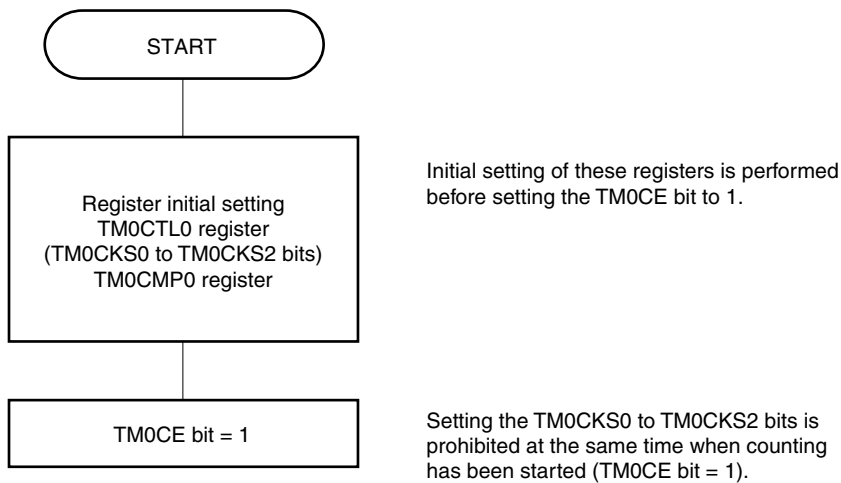 START
Register initial setting
TM0CTL0 register
(TM0CKS0 to TM0CKS2 bits)
TM0CMP0 register
Initial setting of these registers is performed
before setting the TM0CE bit to 1.
TM0CE bit = 1
Setting the TM0CKS0 to TM0CKS2 bits is
prohibited at the same time when counting
has been started (TM0CE bit = 1).